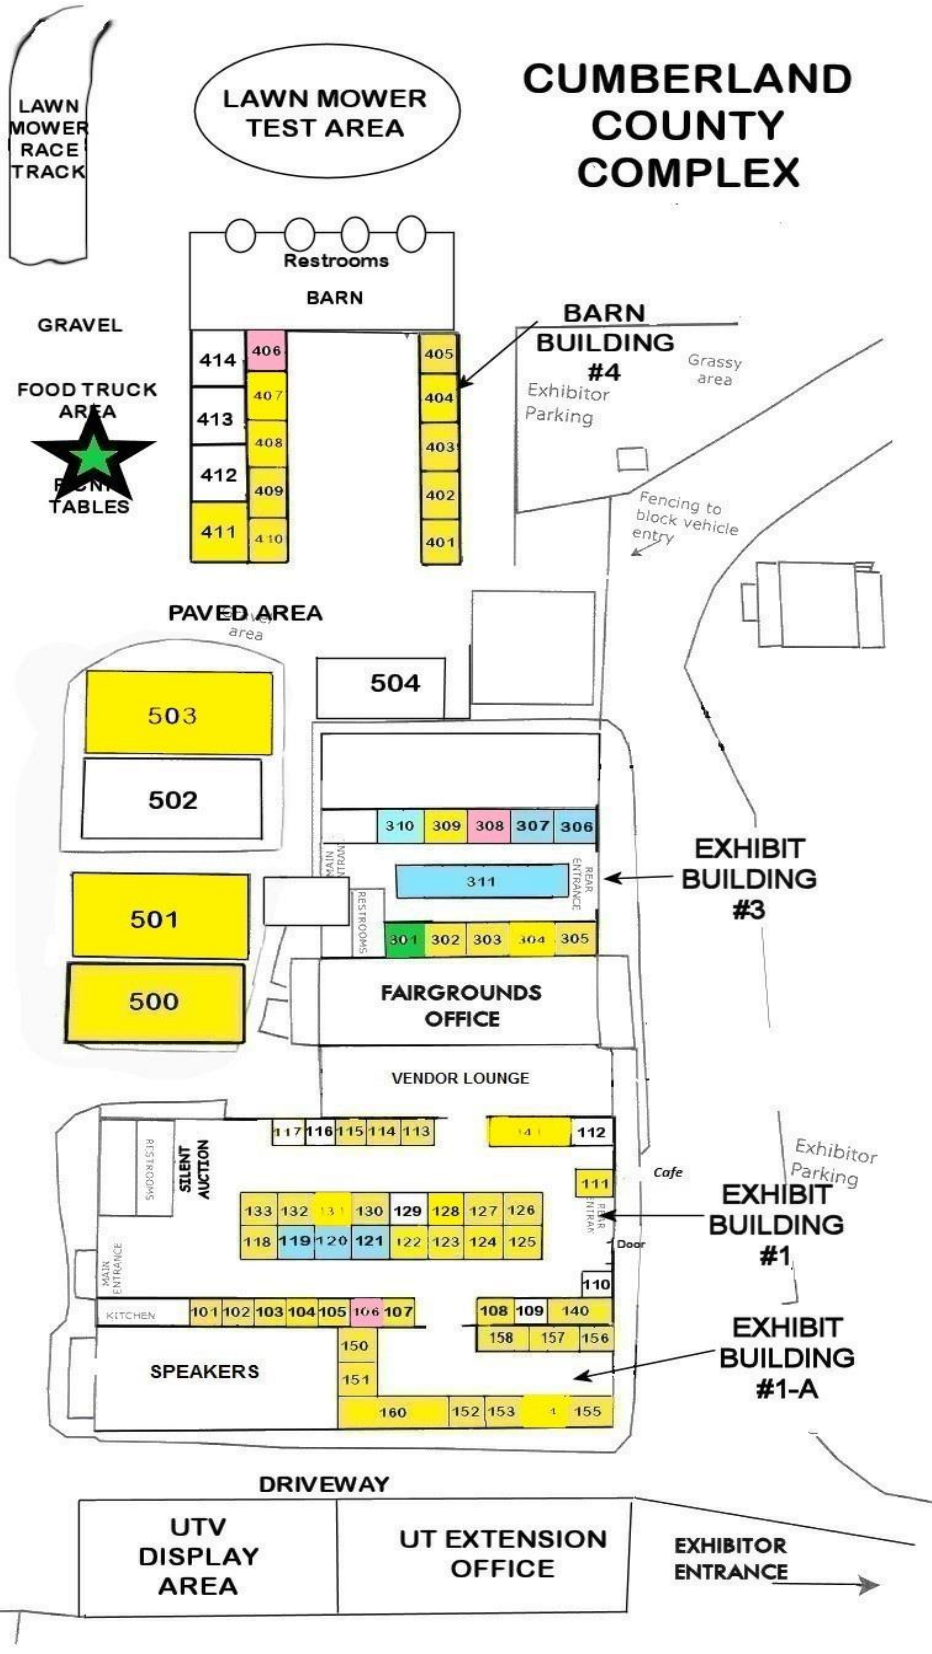 CUMBERLAND
COUNTY
COMPLEX
LAWN
MOWER
RACE
TRACK
LAWN MOWER
TEST AREA
Restrooms
BARN
GRAVEL
FOOD TRUCK
AREA
TABLES
414
413
412
411
406
407
408
409
410
405
404
403
402
401
BARN
BUILDING
#4
Exhibitor
Parking
Grassy
area
Fencing to
block vehicle
entry
PAVED AREA
area
503
502
501
500
504
310 309 308 307 306
MAIN
REAR
ENTRANCE
311
RESTROOMS
301 302 303 304 305
EXHIBIT
BUILDING
#3
FAIRGROUNDS
OFFICE
VENDOR LOUNGE
117 116 115 114 113
112
111
RESTROOMS
SILENT
AUCTION
Cafe
Exhibitor
Parking
133 132 131 130 129 128 127 126
118 119 120 121 122 123 124 125
REAR
EXHIBIT
BUILDING
#1
Door
110
MAIN
ENTRANCE
KITCHEN
101 102 103 104 105 106 107
108 109 140
158 157 156
150
151
SPEAKERS
160 152 153 155
EXHIBIT
BUILDING
#1-A
DRIVEWAY
UTV
DISPLAY
AREA
UT EXTENSION
OFFICE
EXHIBITOR
ENTRANCE